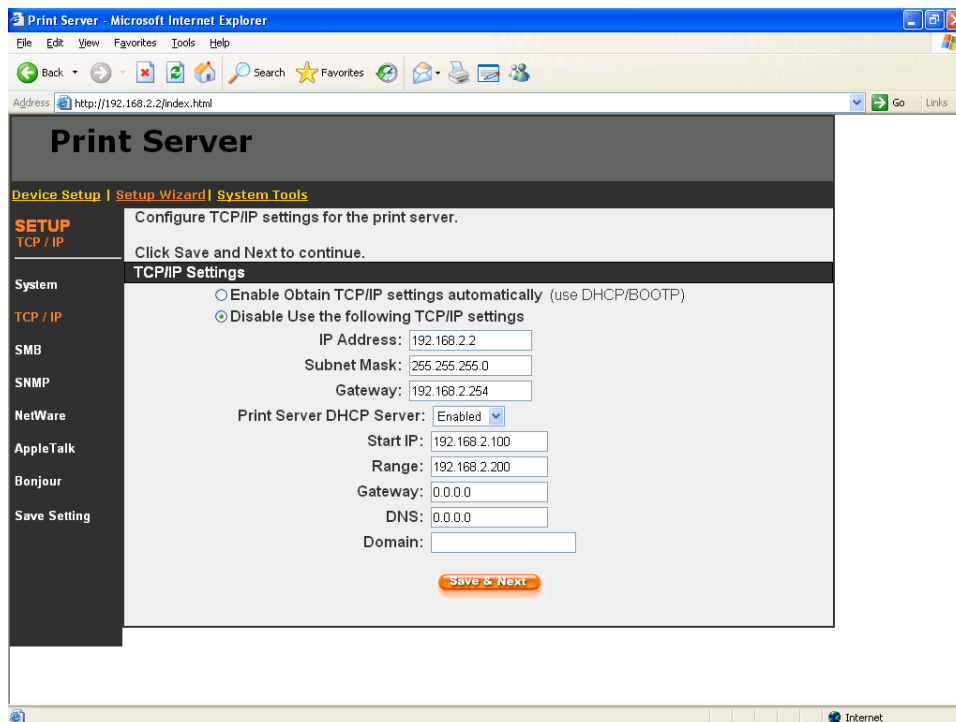 Print Server - Microsoft Internet Explorer
File Edit View Favorites Tools Help
Back Search Favorites
Address http://192.168.2.2/index.html Go Links
Print Server
Device Setup | Setup Wizard| System Tools
SETUP
TCP / IP
System
TCP / IP
SMB
SNMP
NetWare
AppleTalk
Bonjour
Save Setting
Configure TCP/IP settings for the print server.
Click Save and Next to continue.
TCP/IP Settings
Enable Obtain TCP/IP settings automatically (use DHCP/BOOTP)
Disable Use the following TCP/IP settings
IP Address: 192.168.2.2
Subnet Mask: 255.255.255.0
Gateway: 192.168.2.254
Print Server DHCP Server: Enabled
Start IP: 192.168.2.100
Range: 192.168.2.200
Gateway: 0.0.0.0
DNS: 0.0.0.0
Domain:
Save & Next
Internet